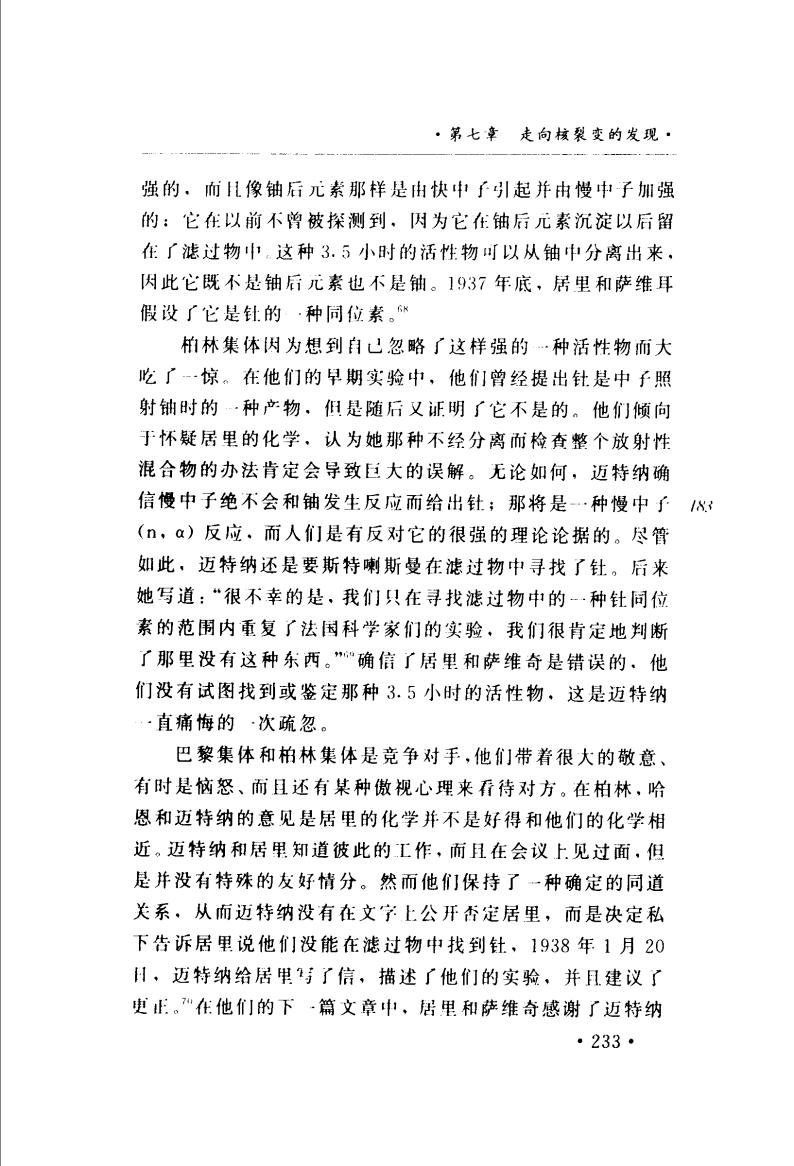 ·第七章 走向核裂变的发现·
强的，而且像铀后元素那样是由快中子引起并由慢中子加强
的；它在以前不曾被探测到，因为它在铀后元素沉淀以后留
在了滤过物中。这种 3.5 小时的活性物可以从铀中分离出来，
因此它既不是铀后元素也不是铀。1937 年底，居里和萨维耳
假设了它是钍的一种同位素。68
柏林集体因为想到自己忽略了这样强的一种活性物而大
吃了一惊。在他们的早期实验中，他们曾经提出钍是中子照
射铀时的一种产物，但是随后又证明了它不是的。他们倾向
于怀疑居里的化学，认为她那种不经分离而检查整个放射性
混合物的办法肯定会导致巨大的误解。无论如何，迈特纳确
信慢中子绝不会和铀发生反应而给出钍；那将是一种慢中子
183
(n，α) 反应，而人们是有反对它的很强的理论论据的。尽管
如此，迈特纳还是要斯特喇斯曼在滤过物中寻找了钍。后来
她写道：“很不幸的是，我们只在寻找滤过物中的一种钍同位
素的范围内重复了法国科学家们的实验，我们很肯定地判断
了那里没有这种东西。”69确信了居里和萨维奇是错误的，他
们没有试图找到或鉴定那种 3.5 小时的活性物，这是迈特纳
一直痛悔的一次疏忽。
巴黎集体和柏林集体是竞争对手，他们带着很大的敬意、
有时是恼怒、而且还有某种傲视心理来看待对方。在柏林，哈
恩和迈特纳的意见是居里的化学并不是好得和他们的化学相
近。迈特纳和居里知道彼此的工作，而且在会议上见过面，但
是并没有特殊的友好情分。然而他们保持了一种确定的同道
关系，从而迈特纳没有在文字上公开否定居里，而是决定私
下告诉居里说他们没能在滤过物中找到钍，1938 年 1 月 20
日，迈特纳给居里写了信，描述了他们的实验，并且建议了
更正。70在他们的下一篇文章中，居里和萨维奇感谢了迈特纳
·233·